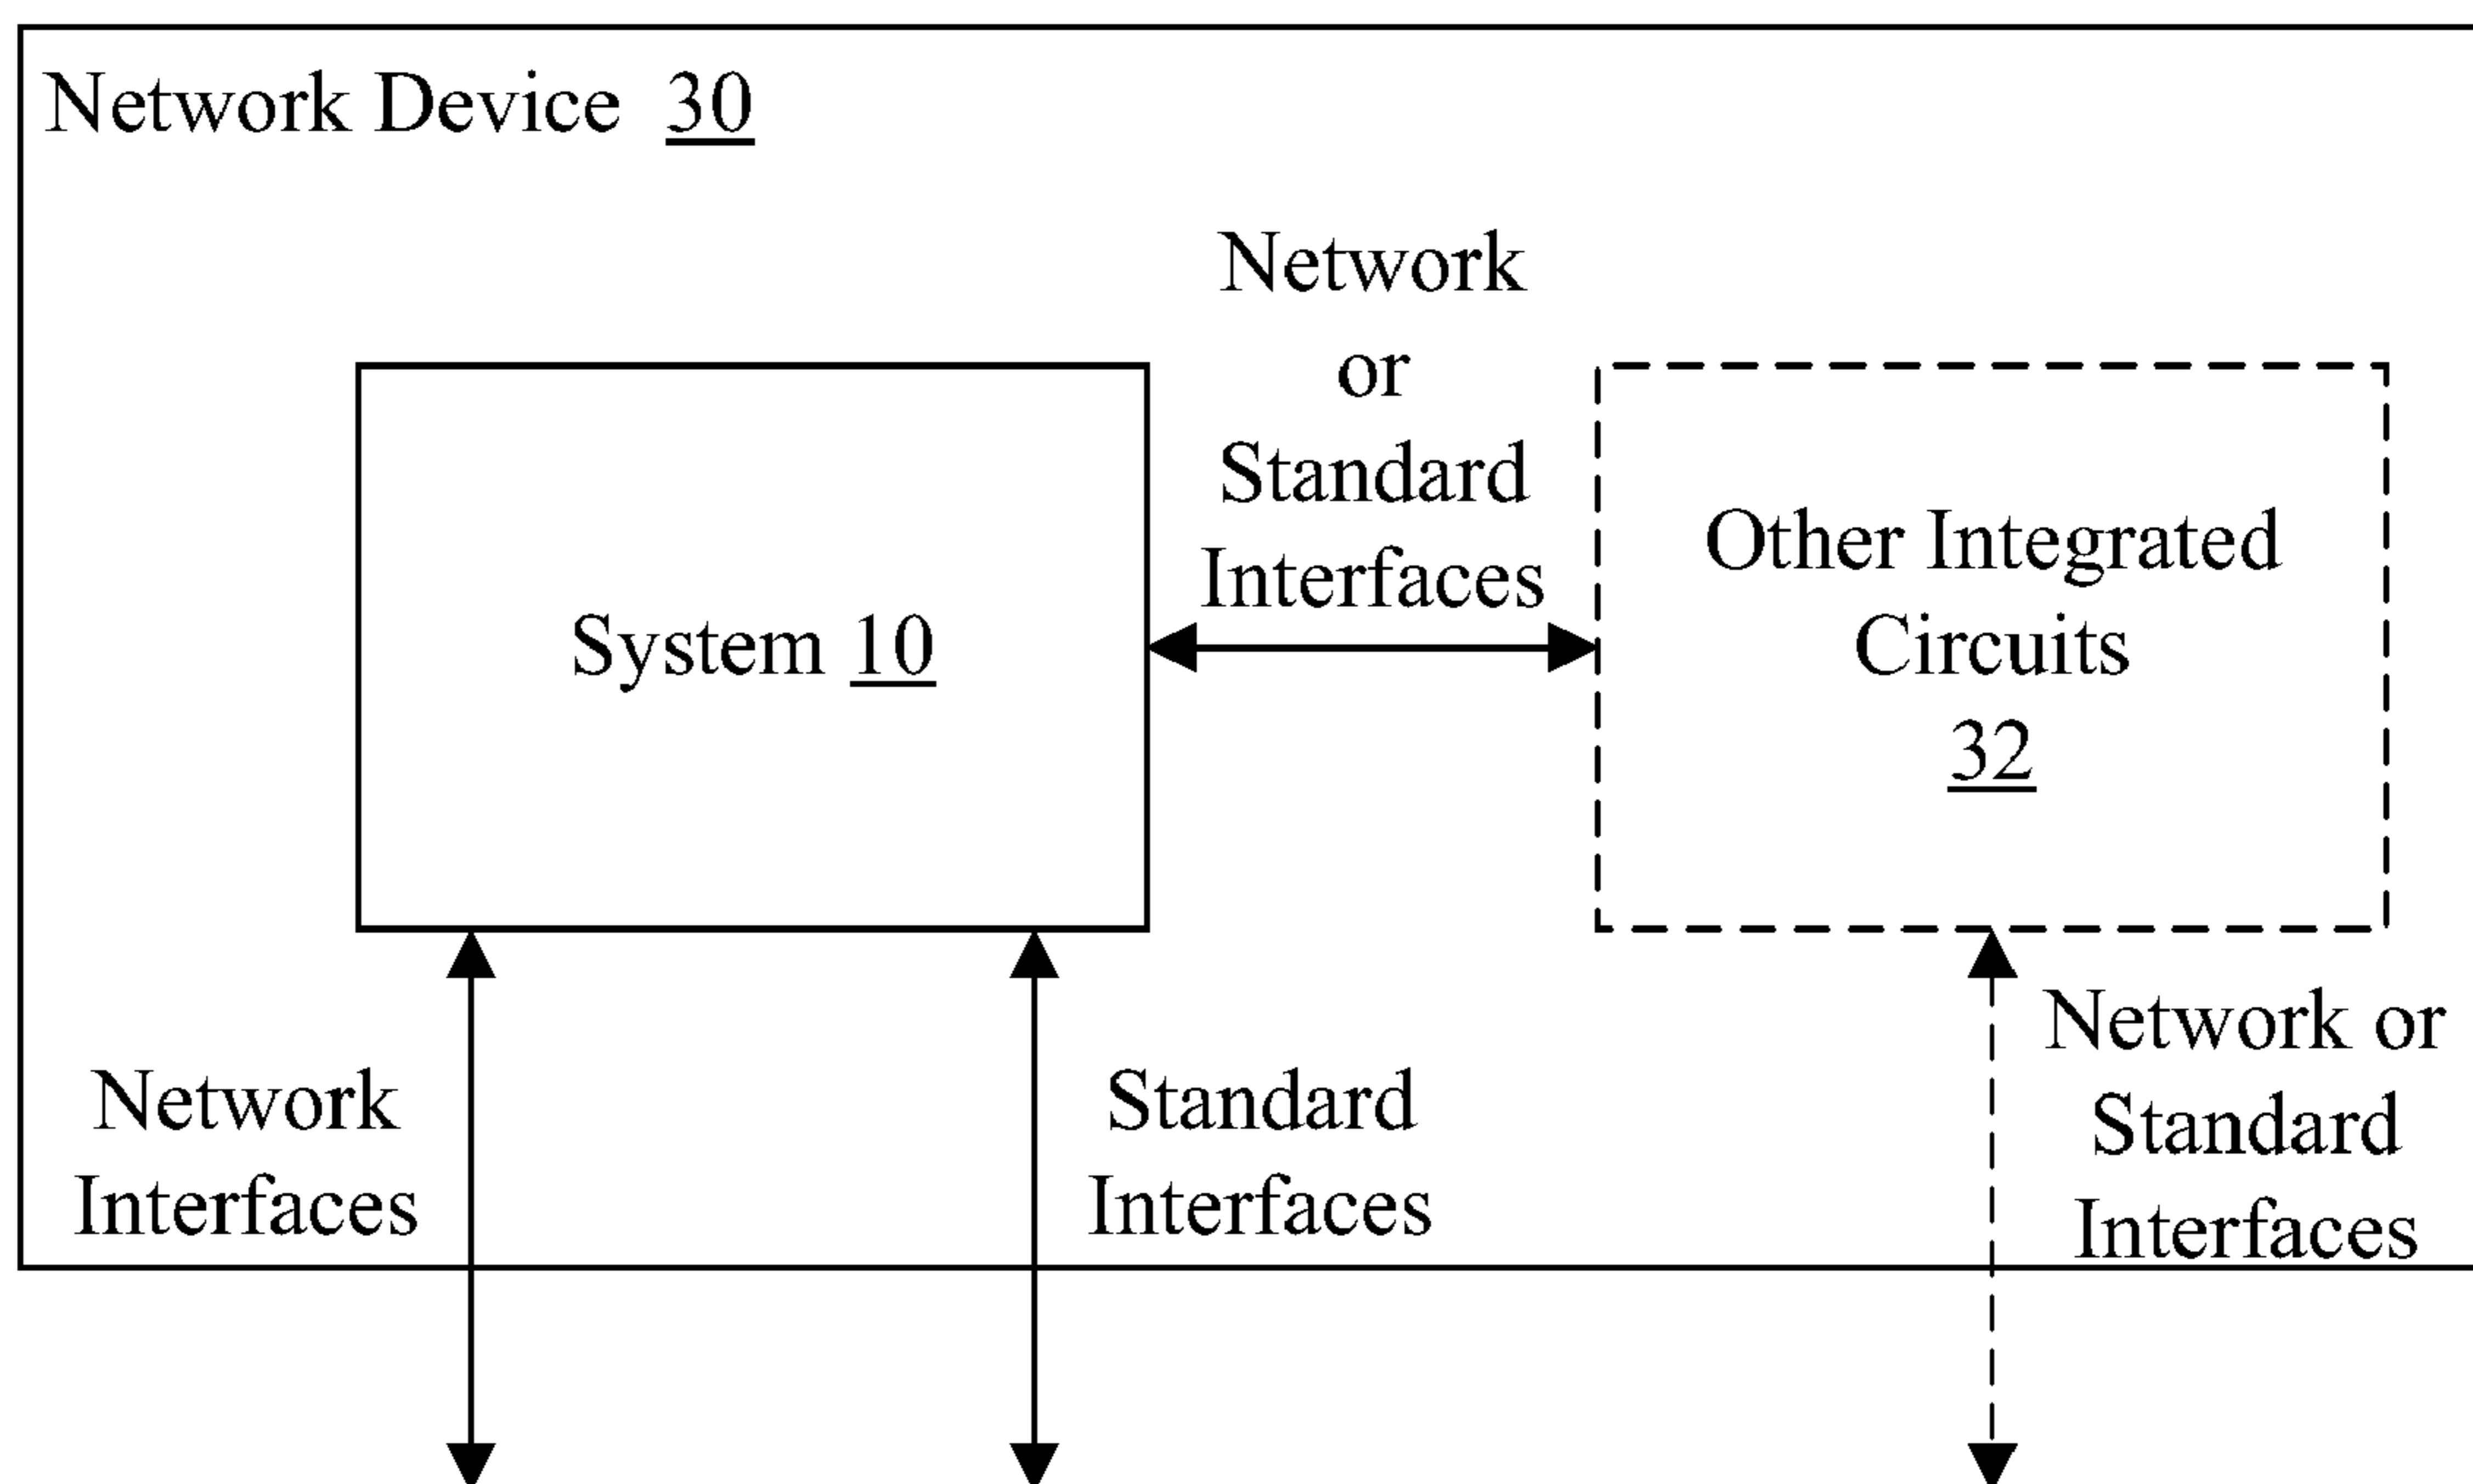 Network Device 30
Network
or
Standard
Interfaces
System 10
Other Integrated
Circuits
32
Network
Interfaces
Standard
Interfaces
Network or
Standard
Interfaces